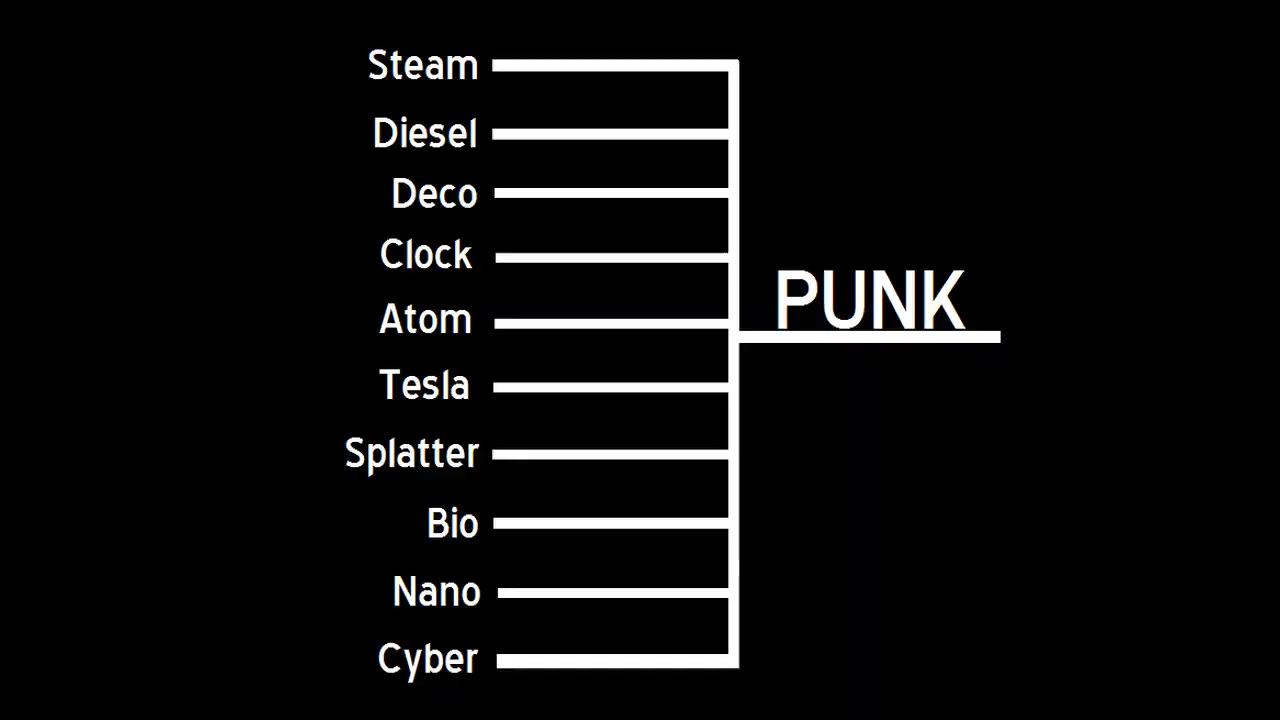 Steam
Diesel
Deco
Clock
Atom
PUNK
Tesla
Splatter
Bio
Nano
Cyber